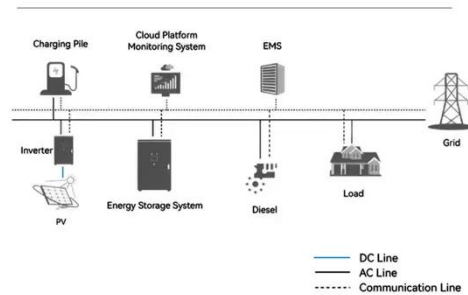 Charging Pile
Cloud Platform
Monitoring System
EMS
Inverter
Grid
PV
Energy Storage System
Diesel
Load
DC Line
AC Line
Communication Line